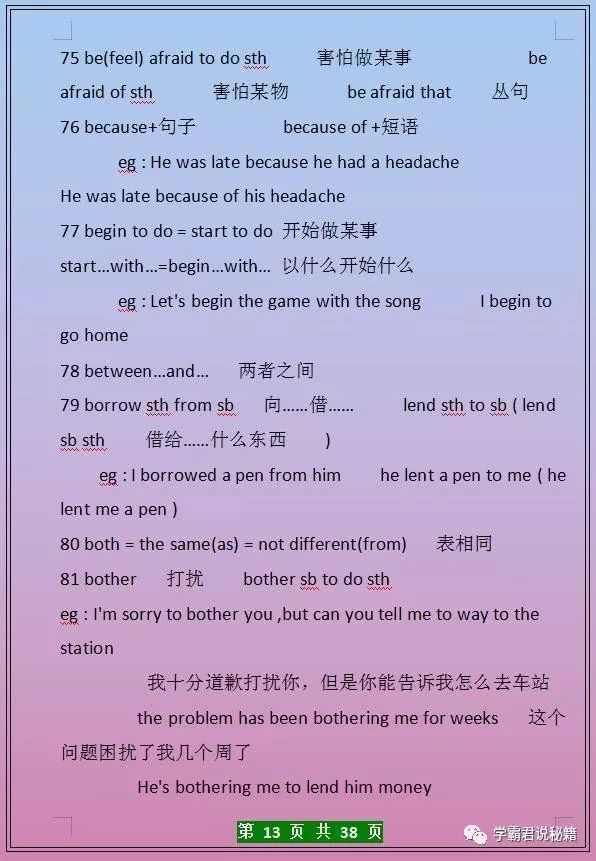 75 be(feel) afraid to do sth 害怕做某事 be
afraid of sth 害怕某物 be afraid that 丛句
76 because+句子 because of +短语
eg : He was late because he had a headache
He was late because of his headache
77 begin to do = start to do 开始做某事
start…with…=begin…with… 以什么开始什么
eg : Let's begin the game with the song I begin to
go home
78 between…and… 两者之间
79 borrow sth from sb 向……借…… lend sth to sb ( lend
sb sth 借给……什么东西 )
eg : I borrowed a pen from him he lent a pen to me ( he
lent me a pen )
80 both = the same(as) = not different(from) 表相同
81 bother 打扰 bother sb to do sth
eg : I'm sorry to bother you ,but can you tell me to way to the
station
我十分道歉打扰你，但是你能告诉我怎么去车站
the problem has been bothering me for weeks 这个
问题困扰了我几个周了
He's bothering me to lend him money
第 13 页 共 38 页
学霸君说秘籍